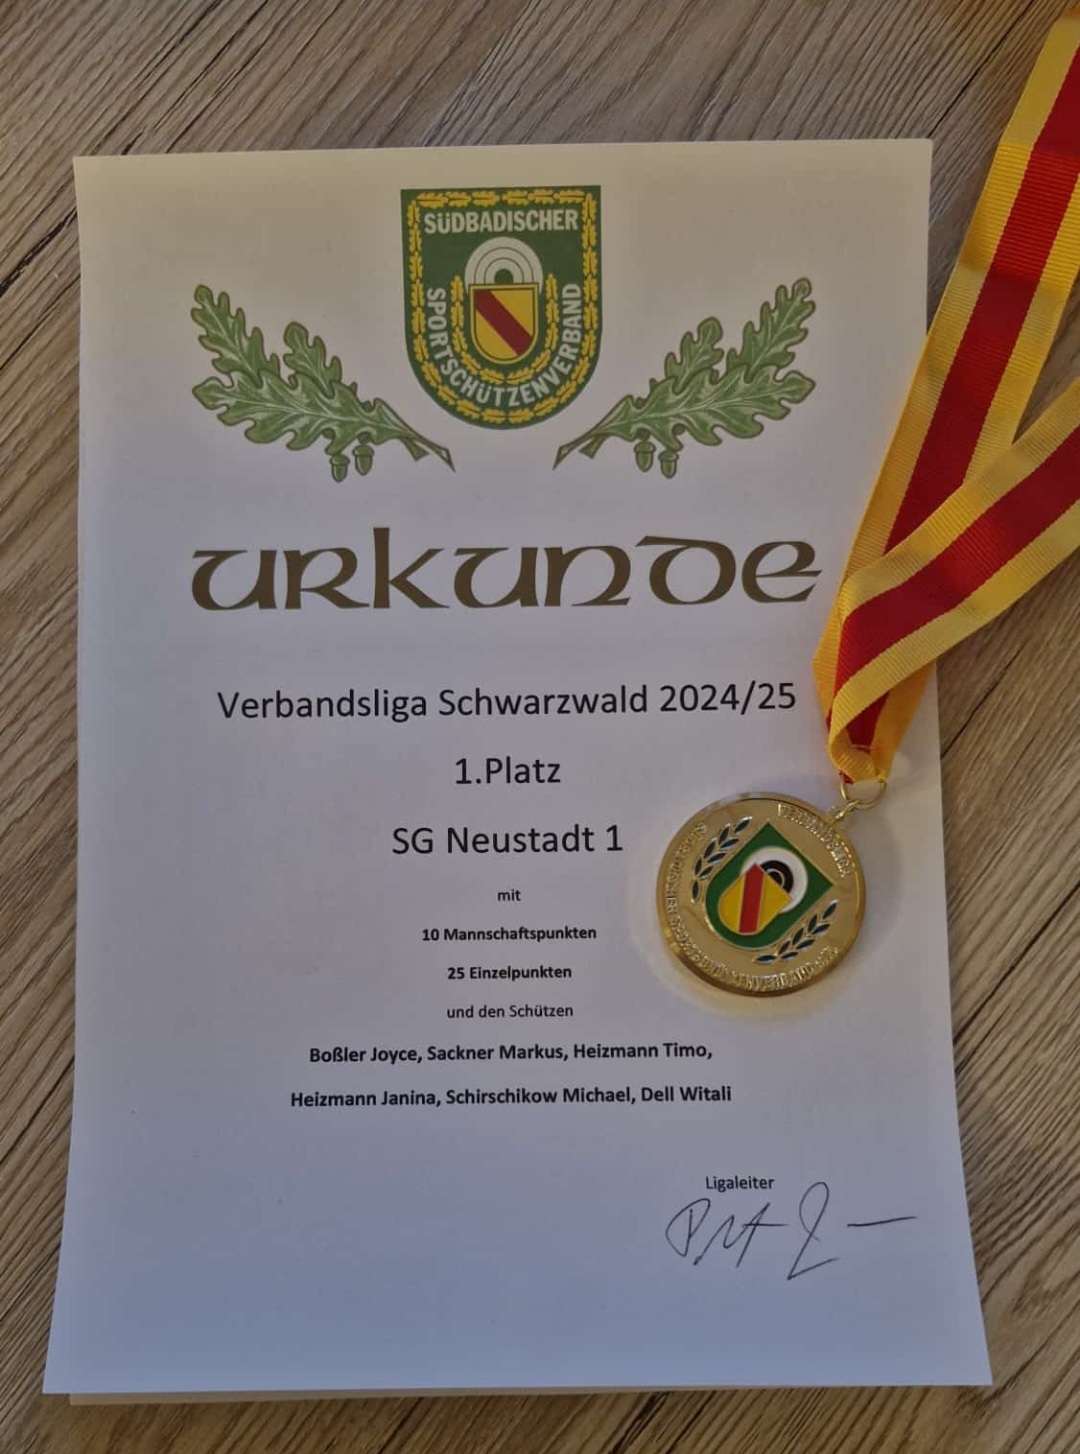 SÜDBADISCHER
SPORTSCHÜTZENVERBAND
Urkunde
Verbandsliga Schwarzwald 2024/25
1.Platz
SG Neustadt 1
mit
10 Mannschaftspunkten
25 Einzelpunkten
und den Schützen
Boßler Joyce, Sackner Markus, Heizmann Timo,
Heizmann Janina, Schirschikow Michael, Dell Witali
Ligaleiter
VERBANDSLIGA